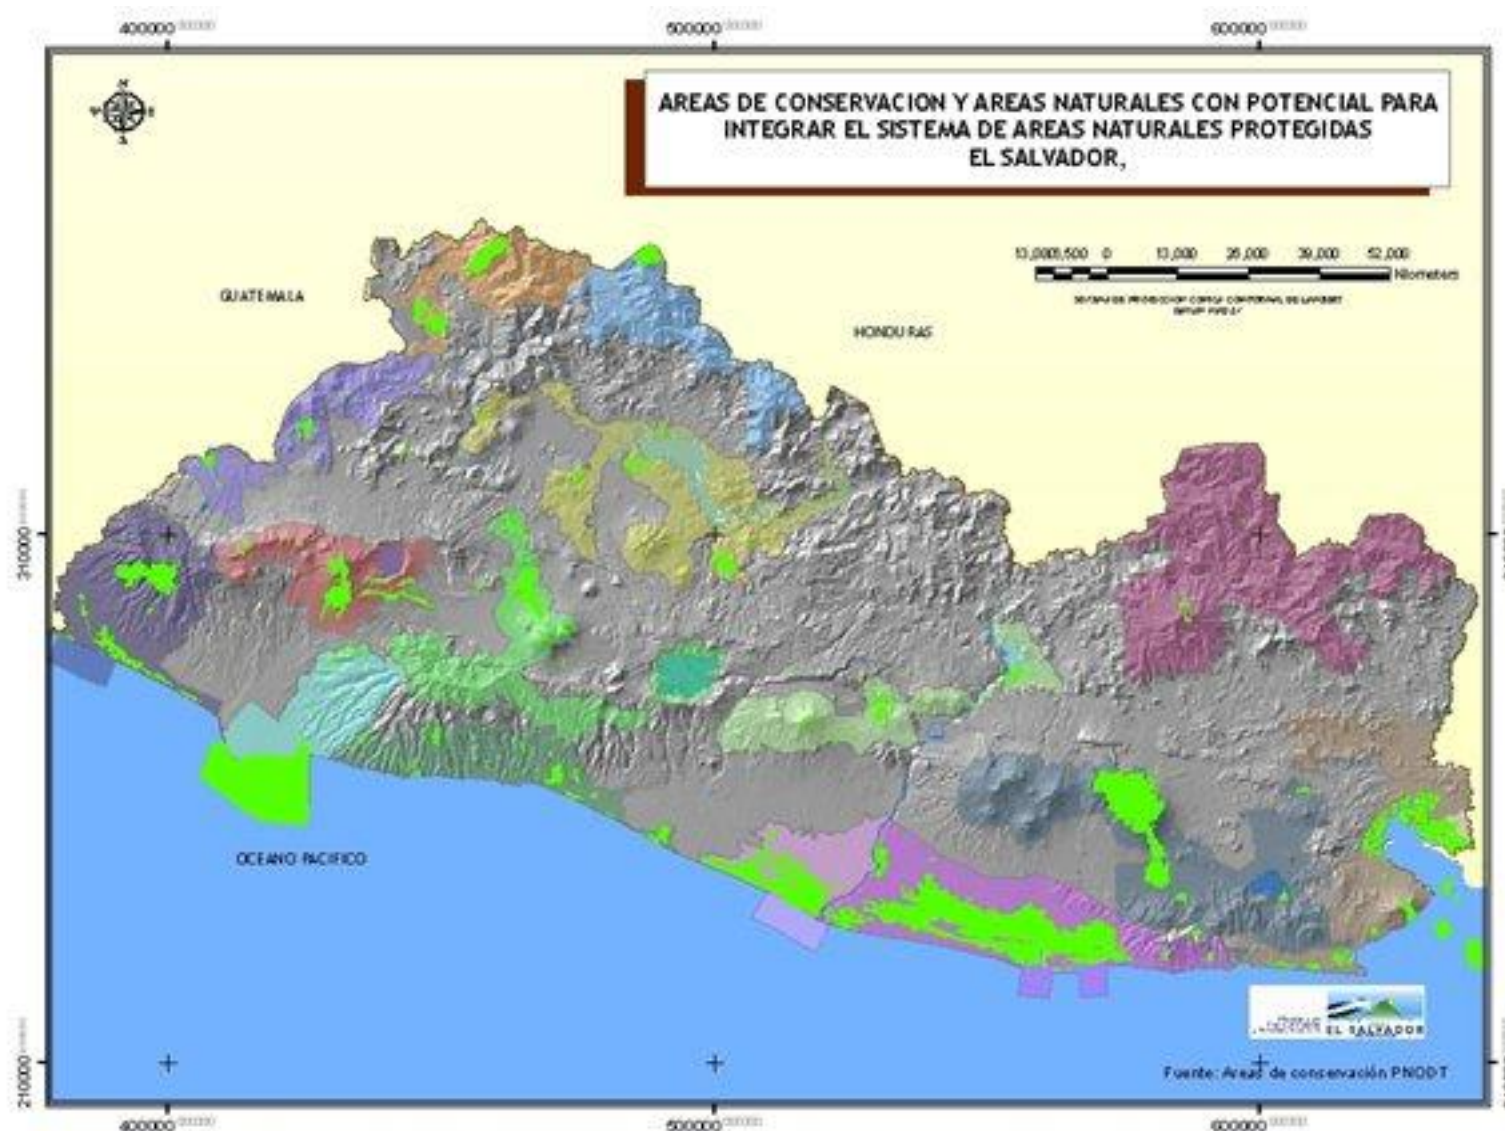 400000
500000
600000
AREAS DE CONSERVACION Y AREAS NATURALES CON POTENCIAL PARA
INTEGRAR EL SISTEMA DE AREAS NATURALES PROTEGIDAS
EL SALVADOR,
N
S
13,000 6,500 0 13,000 26,000 39,000 52,000
Kilometers
GUATEMALA
HONDURAS
310000
OCEANO PACIFICO
EL SALVADOR
210000
Fuente: Areas de conservación PNODT
400000
500000
600000